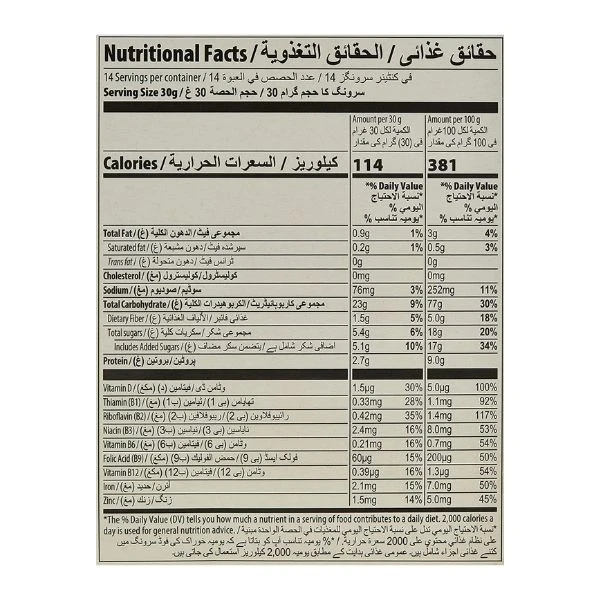 Nutritional Facts / الحقائق التغذوية / حقائق غذائی
14 Servings per container / عدد الحصص في العبوة 14 / فی کنٹینر سرونگز 14
Serving Size 30g / حجم الحصة 30 غ / سرونگ کا حجم گرام 30
Amount per 30 g Amount per 100 g
الكمية لكل 30 غرام الكمية لكل 100غرام
فی (30) گرام کی مقدار فی 100 گرام کی مقدار
Calories / السعرات الحرارية / کیلوریز 114 381
*% Daily Value *% Daily Value
*نسبة الاحتياج *نسبة الاحتياج
اليومي % اليومي %
*یومیہ تناسب % *یومیہ تناسب %
Total Fat / (غ) الدهون الكلية / مجموعی فیٹ 0.9g 1% 3g 4%
Saturated fat / (غ) دهون مشبعة / سیرشدہ فیٹ 0.2g 1% 0.5g 3%
Trans fat / (غ) دهون متحولة / ٹرانس فیٹ 0g 0g
Cholesterol / (مغ) كوليسترول / کولیسٹرول 0mg 0mg
Sodium / (مغ) صوديوم / سوڈیم 76mg 3% 252mg 11%
Total Carbohydrate / (غ) الكربوهيدرات الكلية / مجموعی کاربوہائیڈریٹ 23g 9% 77g 30%
Dietary Fiber / (غ) الألياف الغذائية / غذائی فائبر 1.5g 5% 5.0g 18%
Total sugars / (غ) سكريات كلية / مجموعی شکر 5.4g 6% 18g 20%
Includes Added Sugars / (غ) يتضمن سكر مضاف / اضافی شکر شامل ہے 5.1g 10% 17g 34%
Protein / (غ) بروتين / پروٹین 2.7g 9.0g
Vitamin D / (مكغ) فيتامين (د) / وٹامن ڈی 1.5µg 30% 5.0µg 100%
Thiamin (B1) / (مغ) ثيامين (ب1) / تھایامن (بی 1) 0.33mg 28% 1.1mg 92%
Riboflavin (B2) / (مغ) ريبوفلافين (ب2) / رائبوفلاوین (بی 2) 0.42mg 35% 1.4mg 117%
Niacin (B3) / (مغ) نياسين (ب3) / نایاسین (بی 3) 2.4mg 16% 8.0mg 53%
Vitamin B6 / (مغ) فيتامين (ب6) / وٹامن (بی 6) 0.21mg 16% 0.7mg 54%
Folic Acid (B9) / (مكغ) حمض الفوليك (ب9) / فولک ایسڈ (بی 9) 60µg 15% 200µg 50%
Vitamin B12 / (مكغ) فيتامين (ب12) / وٹامن (بی 12) 0.39µg 16% 1.3µg 54%
Iron / (مغ) حديد / آئرن 2.1mg 15% 7.0mg 50%
Zinc / (مغ) زنك / زنگ 1.5mg 14% 5.0mg 45%
*The % Daily Value (DV) tells you how much a nutrient in a serving of food contributes to a daily diet. 2,000 calories a
day is used for general nutrition advice. / *نسبة الاحتياج اليومي تدل على نسبة الاحتياج اليومي للمغذيات في الحصة الواحدة مبنية
على نظام غذائي محتوي على 2000 سعرة حرارية. / *% یومیہ تناسب آپ کو بتاتا ہے کہ یومیہ خوراک کی فوڈ سرونگ میں
کتنے غذائی اجزاء شامل ہیں۔ عمومی غذائی ہدایت کے مطابق یومیہ 2,000 کیلوریز استعمال کی جاتی ہیں۔